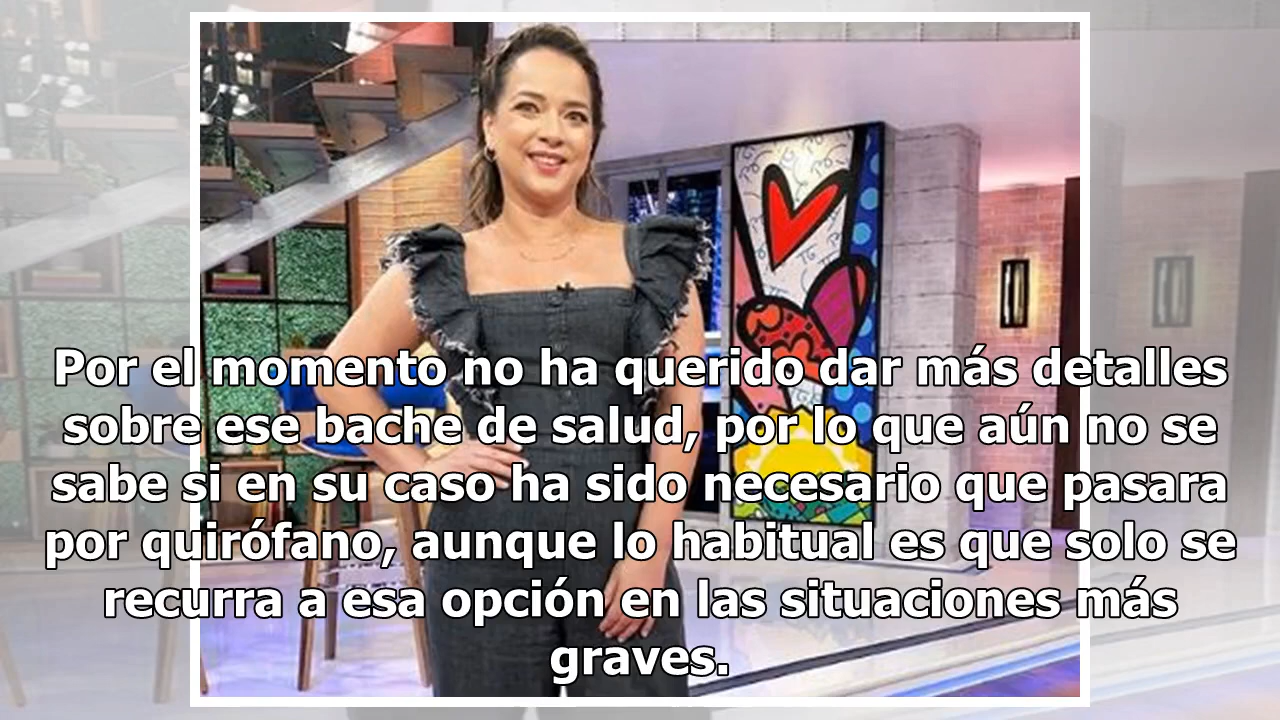 Por el momento no ha querido dar más detalles
sobre ese bache de salud, por lo que aún no se
sabe si en su caso ha sido necesario que pasara
por quirófano, aunque lo habitual es que solo se
recurra a esa opción en las situaciones más
graves.